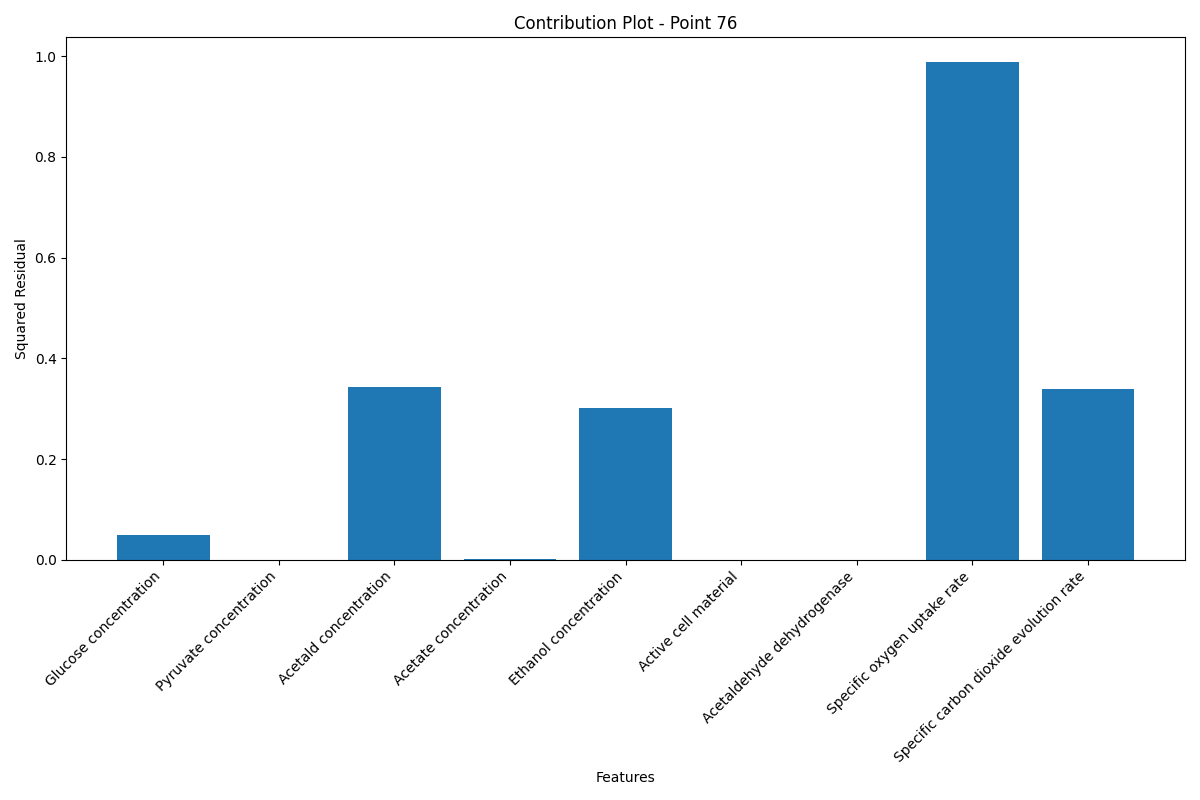 Contribution Plot - Point 76
Squared Residual
1.0
0.8
0.6
0.4
0.2
0.0
Glucose concentration
Pyruvate concentration
Acetald concentration
Acetate concentration
Ethanol concentration
Active cell material
Acetaldehyde dehydrogenase
Specific oxygen uptake rate
Specific carbon dioxide evolution rate
Features